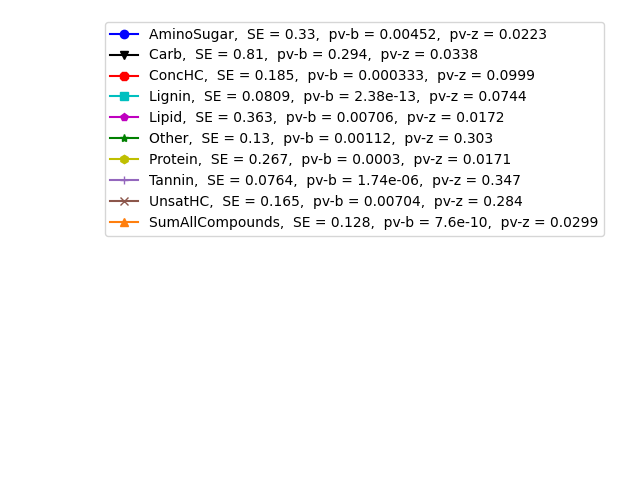 AminoSugar, SE = 0.33, pv-b = 0.00452, pv-z = 0.0223
Carb, SE = 0.81, pv-b = 0.294, pv-z = 0.0338
ConcHC, SE = 0.185, pv-b = 0.000333, pv-z = 0.0999
Lignin, SE = 0.0809, pv-b = 2.38e-13, pv-z = 0.0744
Lipid, SE = 0.363, pv-b = 0.00706, pv-z = 0.0172
Other, SE = 0.13, pv-b = 0.00112, pv-z = 0.303
Protein, SE = 0.267, pv-b = 0.0003, pv-z = 0.0171
Tannin, SE = 0.0764, pv-b = 1.74e-06, pv-z = 0.347
UnsatHC, SE = 0.165, pv-b = 0.00704, pv-z = 0.284
SumAllCompounds, SE = 0.128, pv-b = 7.6e-10, pv-z = 0.0299